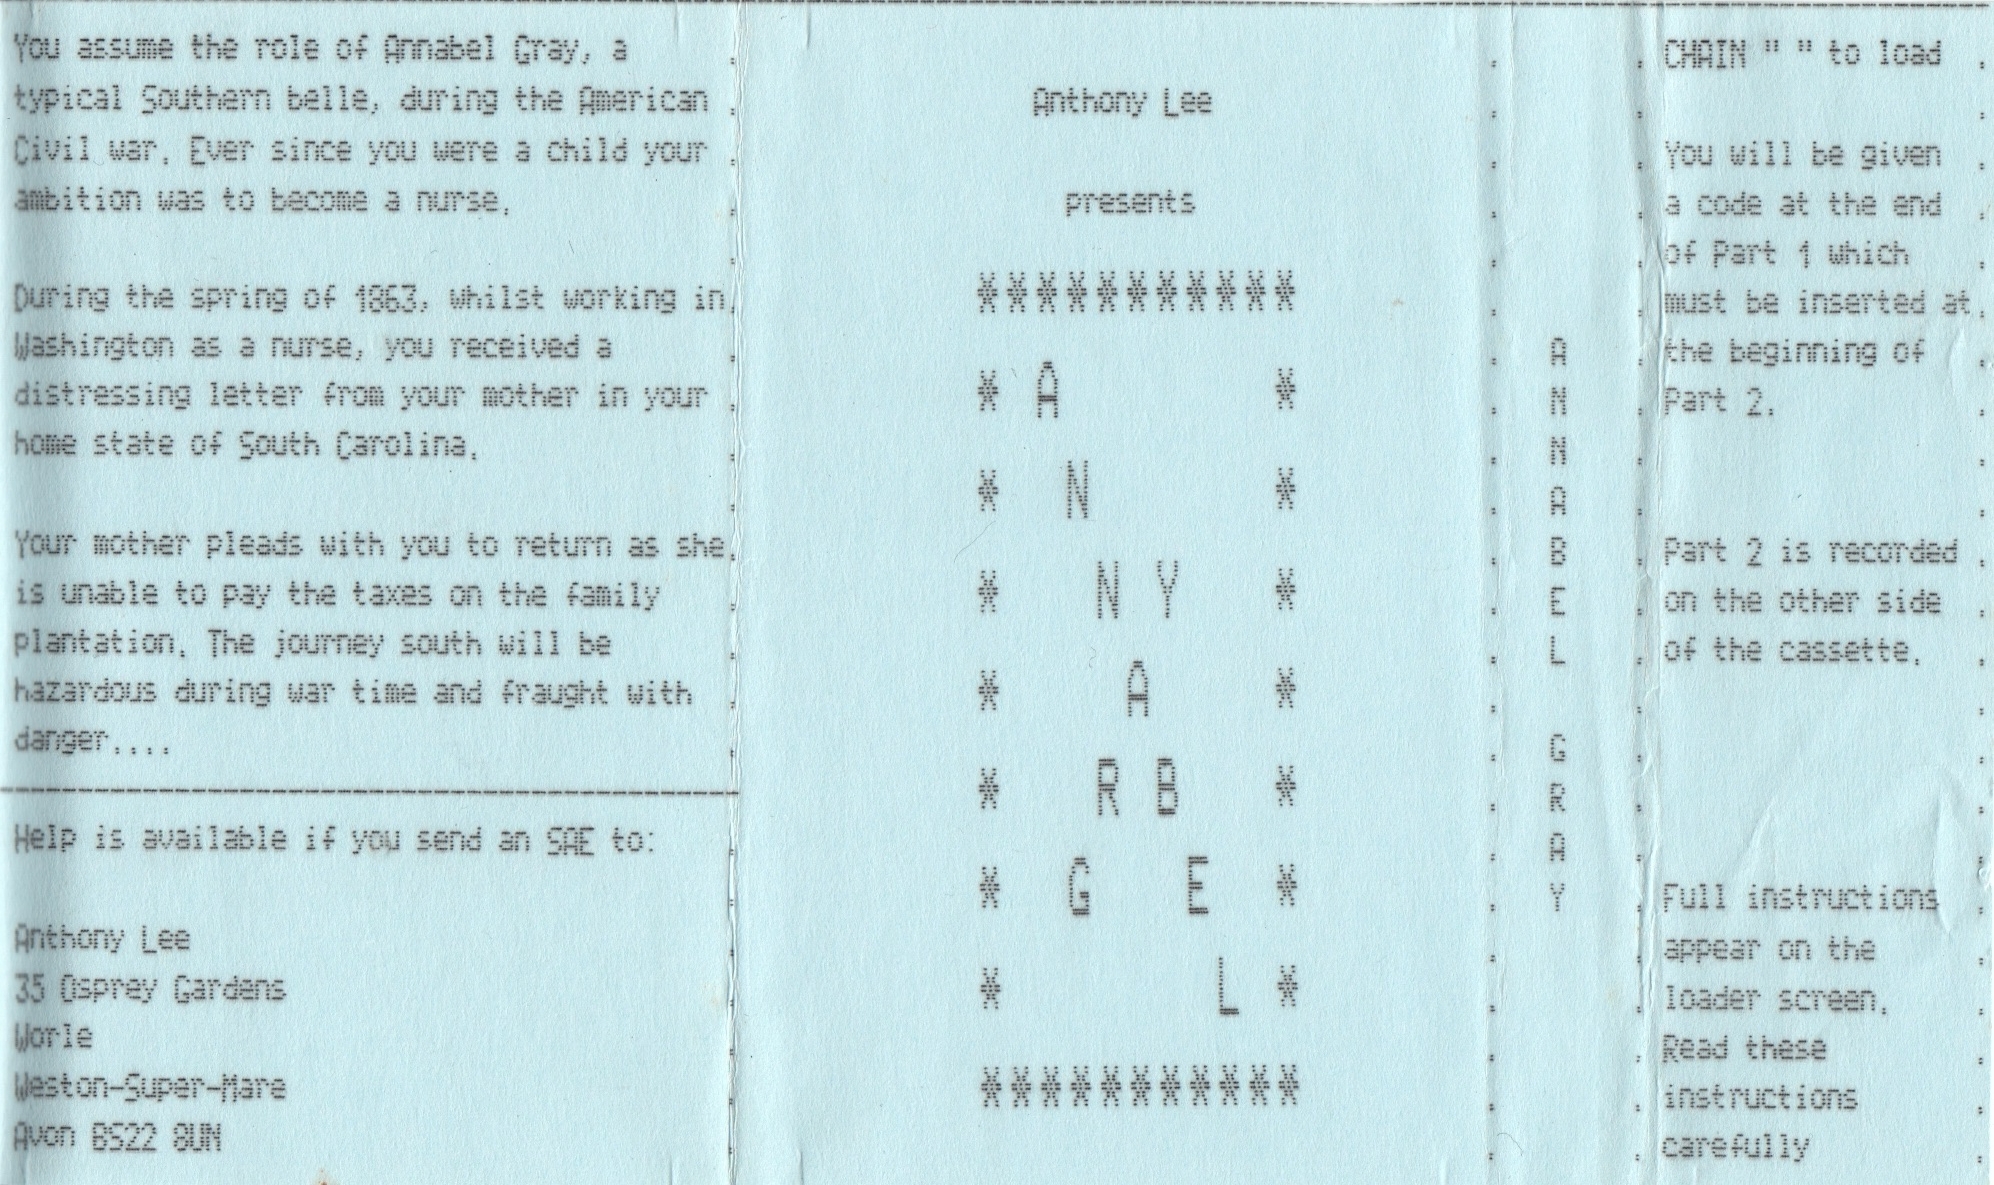 You assume the role of Annabel Gray, a
typical Southern belle, during the American
Civil war. Ever since you were a child your
ambition was to become a nurse.
During the spring of 1863, whilst working in
Washington as a nurse, you received a
distressing letter from your mother in your
home state of South Carolina.
Your mother pleads with you to return as she
is unable to pay the taxes on the family
plantation. The journey south will be
hazardous during war time and fraught with
danger....
Help is available if you send an SAE to:
Anthony Lee
35 Osprey Gardens
Worle
Weston-Super-Mare
Avon BS22 8UN
Anthony Lee
presents
***********
* A *
* N *
* N Y *
* A *
* R B *
* G E *
* L *
***********
A
N
N
A
B
E
L
G
R
A
Y
CHAIN " " to load
You will be given
a code at the end
of Part 1 which
must be inserted at
the beginning of
Part 2.
Part 2 is recorded
on the other side
of the cassette.
Full instructions
appear on the
loader screen.
Read these
instructions
carefully